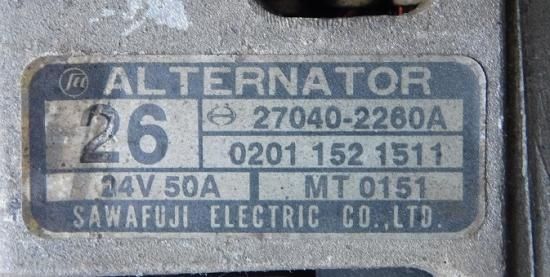 ALTERNATOR
26
27040-2260A
0201 152 1511
24V 50A MT 0151
SAWAFUJI ELECTRIC CO.,LTD.